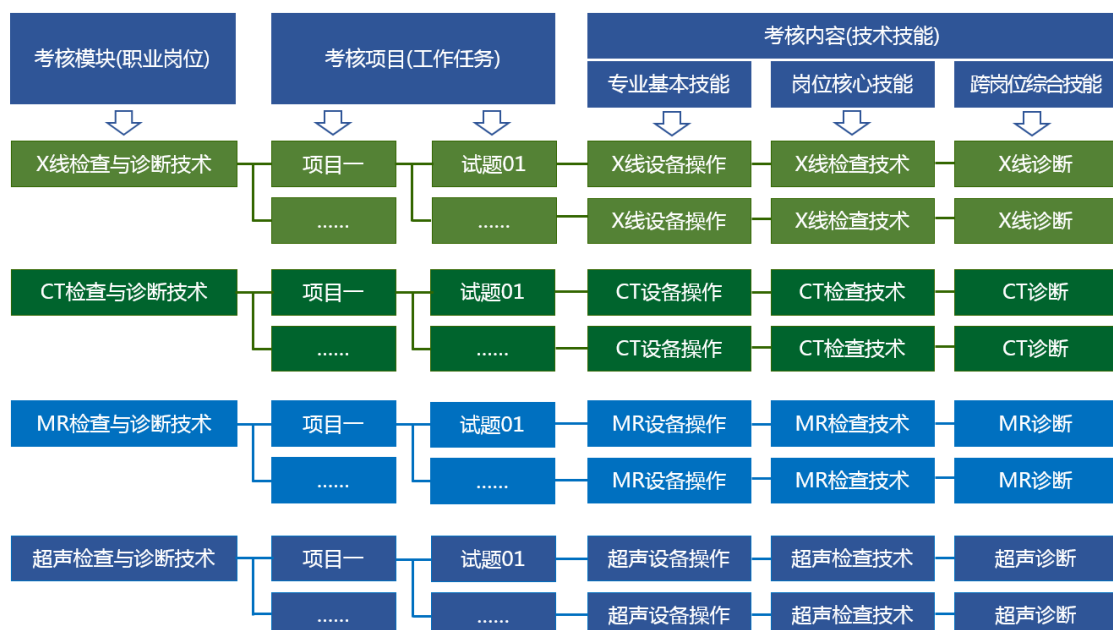 考核模块(职业岗位)
考核项目(工作任务)
考核内容(技术技能)
专业基本技能
岗位核心技能
跨岗位综合技能
X线检查与诊断技术
项目一
试题01
X线设备操作
X线检查技术
X线诊断
......
......
X线设备操作
X线检查技术
X线诊断
CT检查与诊断技术
项目一
试题01
CT设备操作
CT检查技术
CT诊断
......
......
CT设备操作
CT检查技术
CT诊断
MR检查与诊断技术
项目一
试题01
MR设备操作
MR检查技术
MR诊断
......
......
MR设备操作
MR检查技术
MR诊断
超声检查与诊断技术
项目一
试题01
超声设备操作
超声检查技术
超声诊断
......
......
超声设备操作
超声检查技术
超声诊断